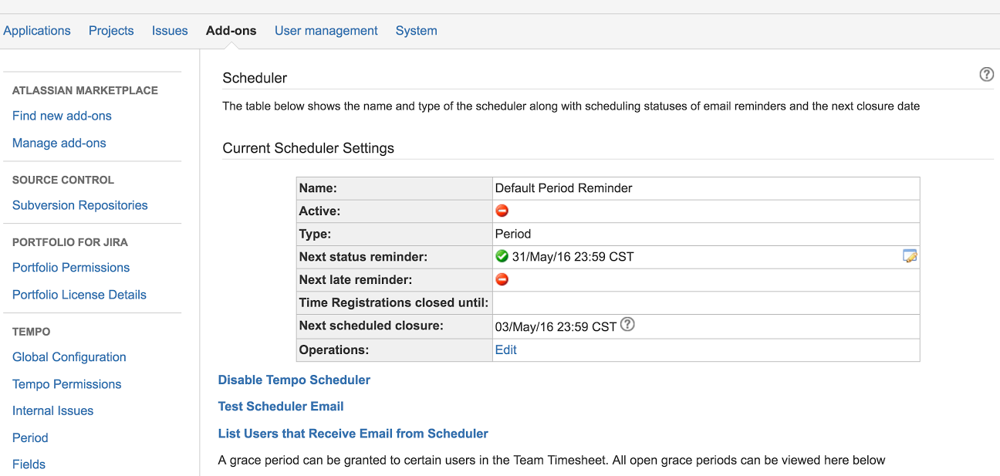 Applications Projects Issues Add-ons User management System
ATLASSIAN MARKETPLACE
Find new add-ons
Manage add-ons
SOURCE CONTROL
Subversion Repositories
PORTFOLIO FOR JIRA
Portfolio Permissions
Portfolio License Details
TEMPO
Global Configuration
Tempo Permissions
Internal Issues
Period
Fields
Scheduler
The table below shows the name and type of the scheduler along with scheduling statuses of email reminders and the next closure date
Current Scheduler Settings
Name: Default Period Reminder
Active:
Type: Period
Next status reminder: 31/May/16 23:59 CST
Next late reminder:
Time Registrations closed until:
Next scheduled closure: 03/May/16 23:59 CST
Operations: Edit
Disable Tempo Scheduler
Test Scheduler Email
List Users that Receive Email from Scheduler
A grace period can be granted to certain users in the Team Timesheet. All open grace periods can be viewed here below